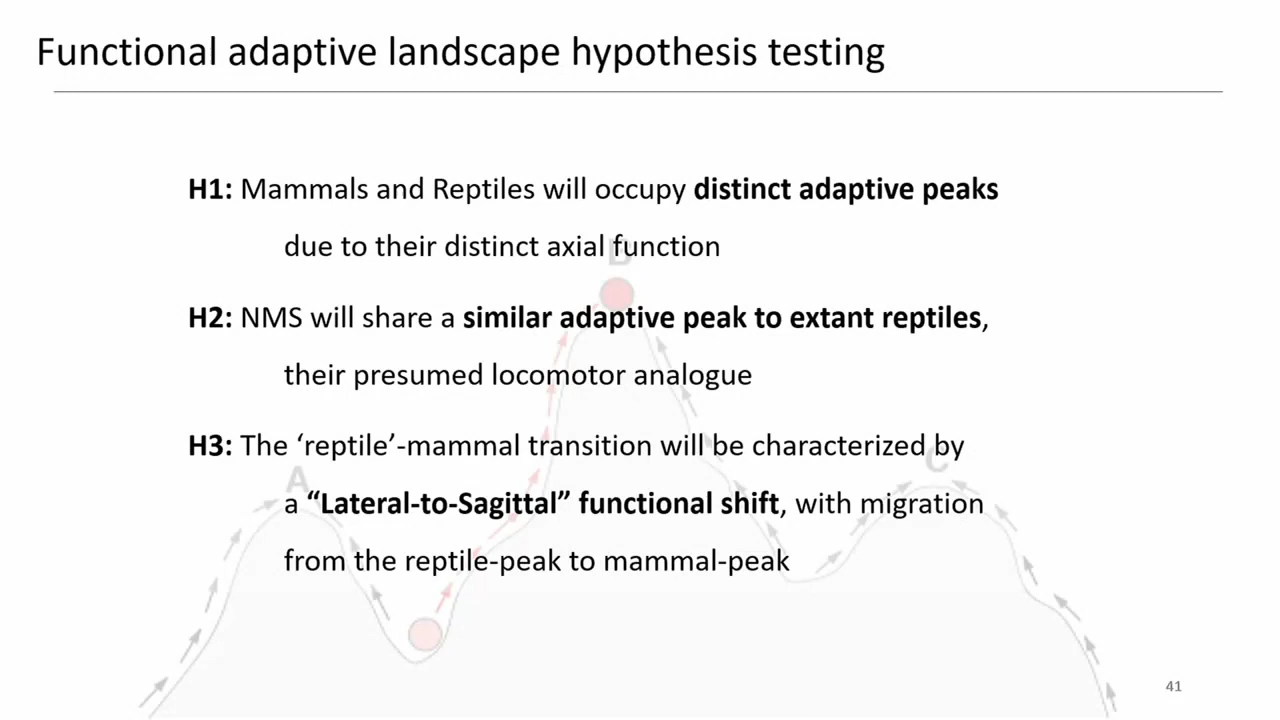 Functional adaptive landscape hypothesis testing
H1: Mammals and Reptiles will occupy distinct adaptive peaks
due to their distinct axial function
B
H2: NMS will share a similar adaptive peak to extant reptiles,
their presumed locomotor analogue
H3: The ‘reptile’-mammal transition will be characterized by
A
C
a “Lateral-to-Sagittal” functional shift, with migration
from the reptile-peak to mammal-peak
41